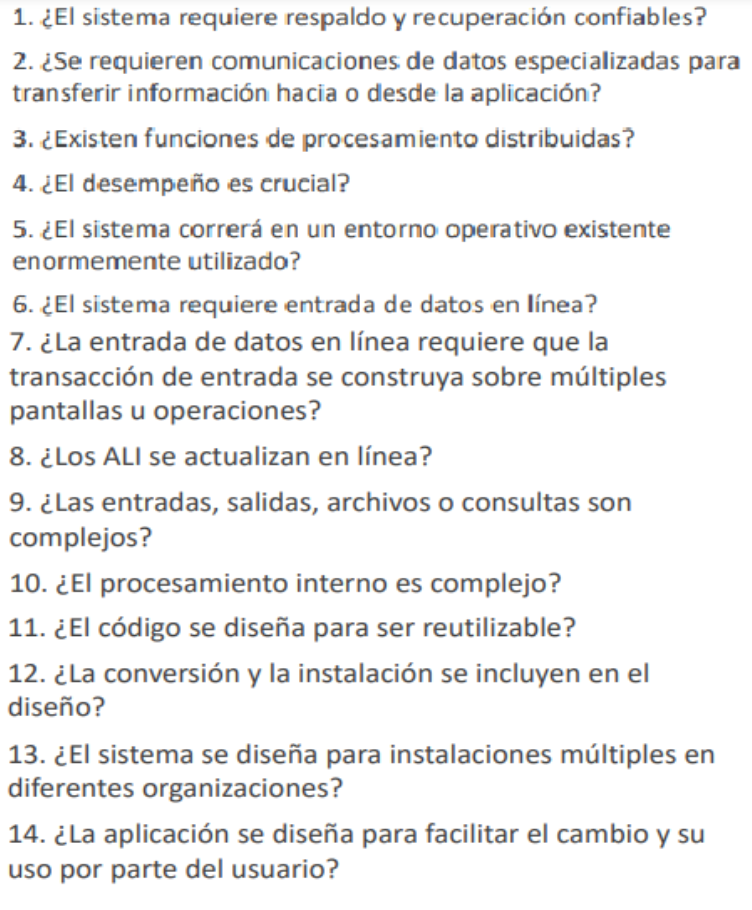 1. ¿El sistema requiere respaldo y recuperación confiables?
2. ¿Se requieren comunicaciones de datos especializadas para
transferir información hacia o desde la aplicación?
3. ¿Existen funciones de procesamiento distribuidas?
4. ¿El desempeño es crucial?
5. ¿El sistema correrá en un entorno operativo existente
enormemente utilizado?
6. ¿El sistema requiere entrada de datos en línea?
7. ¿La entrada de datos en línea requiere que la
transacción de entrada se construya sobre múltiples
pantallas u operaciones?
8. ¿Los ALI se actualizan en línea?
9. ¿Las entradas, salidas, archivos o consultas son
complejos?
10. ¿El procesamiento interno es complejo?
11. ¿El código se diseña para ser reutilizable?
12. ¿La conversión y la instalación se incluyen en el
diseño?
13. ¿El sistema se diseña para instalaciones múltiples en
diferentes organizaciones?
14. ¿La aplicación se diseña para facilitar el cambio y su
uso por parte del usuario?